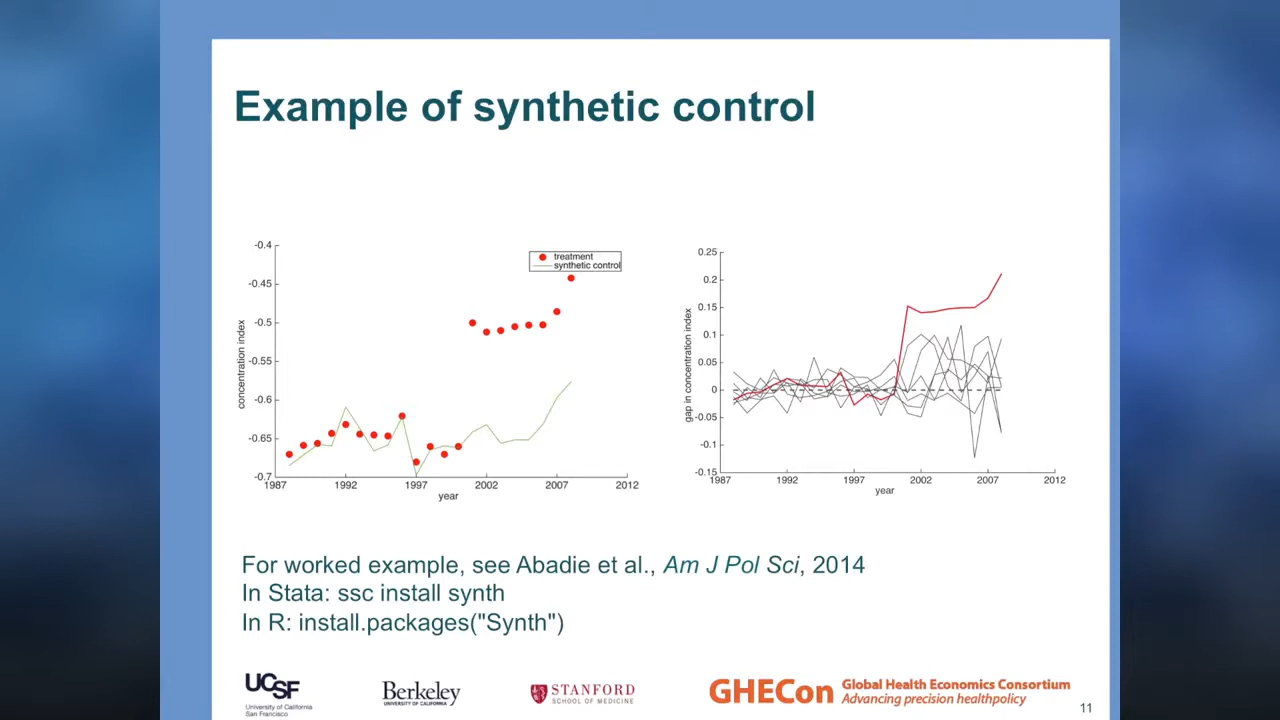 Example of synthetic control
-0.4
-0.45
-0.5
-0.55
-0.6
-0.65
-0.7
concentration index
treatment
synthetic control
1987 1992 1997 2002 2007 2012
year
0.25
0.2
0.15
0.1
0.05
0
-0.05
-0.1
-0.15
gap in concentration index
1987 1992 1997 2002 2007 2012
year
For worked example, see Abadie et al., Am J Pol Sci, 2014
In Stata: ssc install synth
In R: install.packages("Synth")
UCSF
University of California
San Francisco
Berkeley
UNIVERSITY OF CALIFORNIA
STANFORD
SCHOOL OF MEDICINE
GHECon
Global Health Economics Consortium
Advancing precision healthpolicy
11